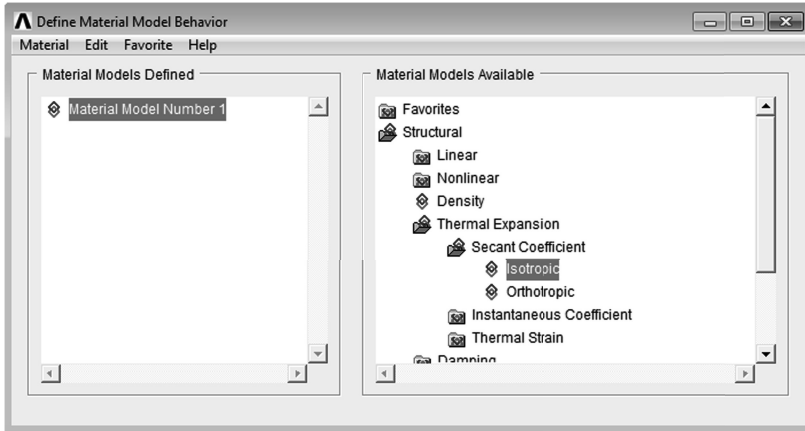 Define Material Model Behavior
Material Edit Favorite Help
Material Models Defined
Material Model Number 1
Material Models Available
Favorites
Structural
Linear
Nonlinear
Density
Thermal Expansion
Secant Coefficient
Isotropic
Orthotropic
Instantaneous Coefficient
Thermal Strain
Damping